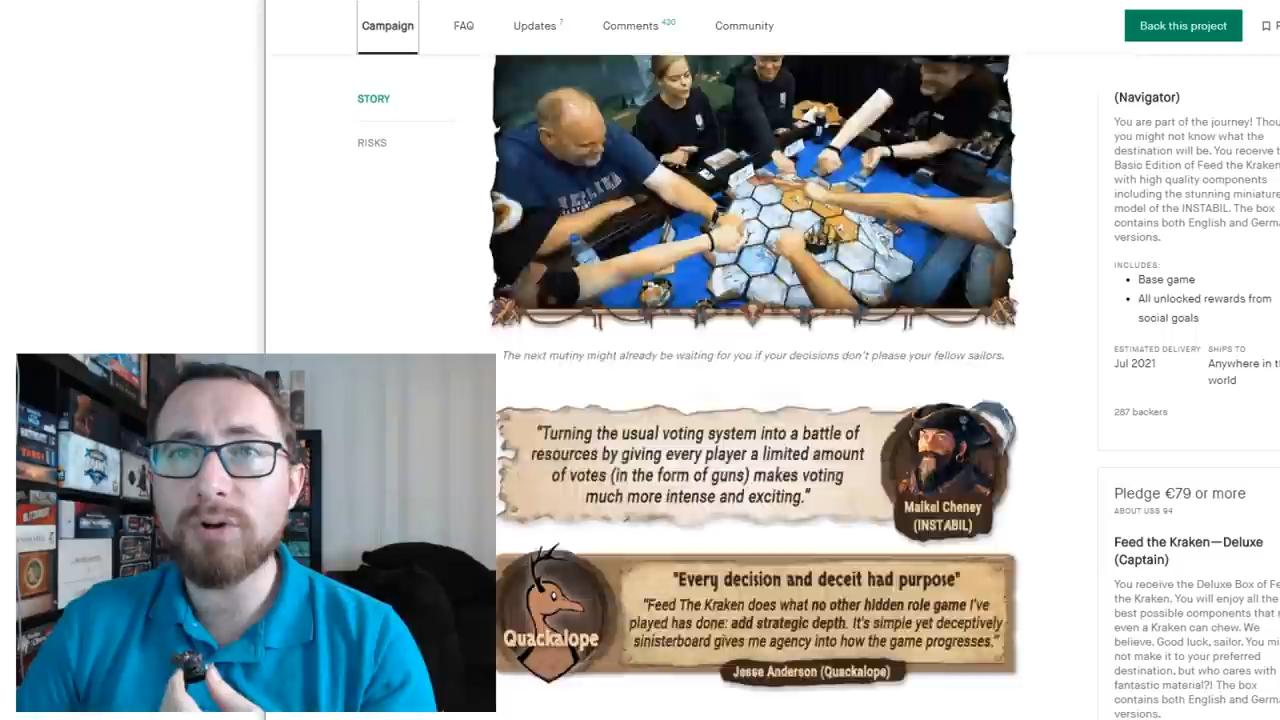 Campaign
FAQ
Updates 7
Comments 430
Community
Back this project
STORY
RISKS
The next mutiny might already be waiting for you if your decisions don't please your fellow sailors.
"Turning the usual voting system into a battle of
resources by giving every player a limited amount
of votes (in the form of guns) makes voting
much more intense and exciting."
Maikel Cheney
(INSTABIL)
"Every decision and deceit had purpose"
"Feed The Kraken does what no other hidden role game I've
played has done: add strategic depth. It's simple yet deceptively
sinisterboard gives me agency into how the game progresses."
Quackalope
Jesse Anderson (Quackalope)
(Navigator)
You are part of the journey! Thou
you might not know what the
destination will be. You receive t
Basic Edition of Feed the Kraken
with high quality components
including the stunning miniature
model of the INSTABIL. The box
contains both English and Germa
versions.
INCLUDES:
Base game
All unlocked rewards from
social goals
ESTIMATED DELIVERY
Jul 2021
SHIPS TO
Anywhere in th
world
287 backers
Pledge €79 or more
ABOUT US$ 94
Feed the Kraken—Deluxe
(Captain)
You receive the Deluxe Box of Fe
the Kraken. You will enjoy all the
best possible components that n
even a Kraken can chew. We
believe. Good luck, sailor. You mi
not make it to your preferred
destination, but who cares with
fantastic material?! The box
contains both English and Germ
versions.